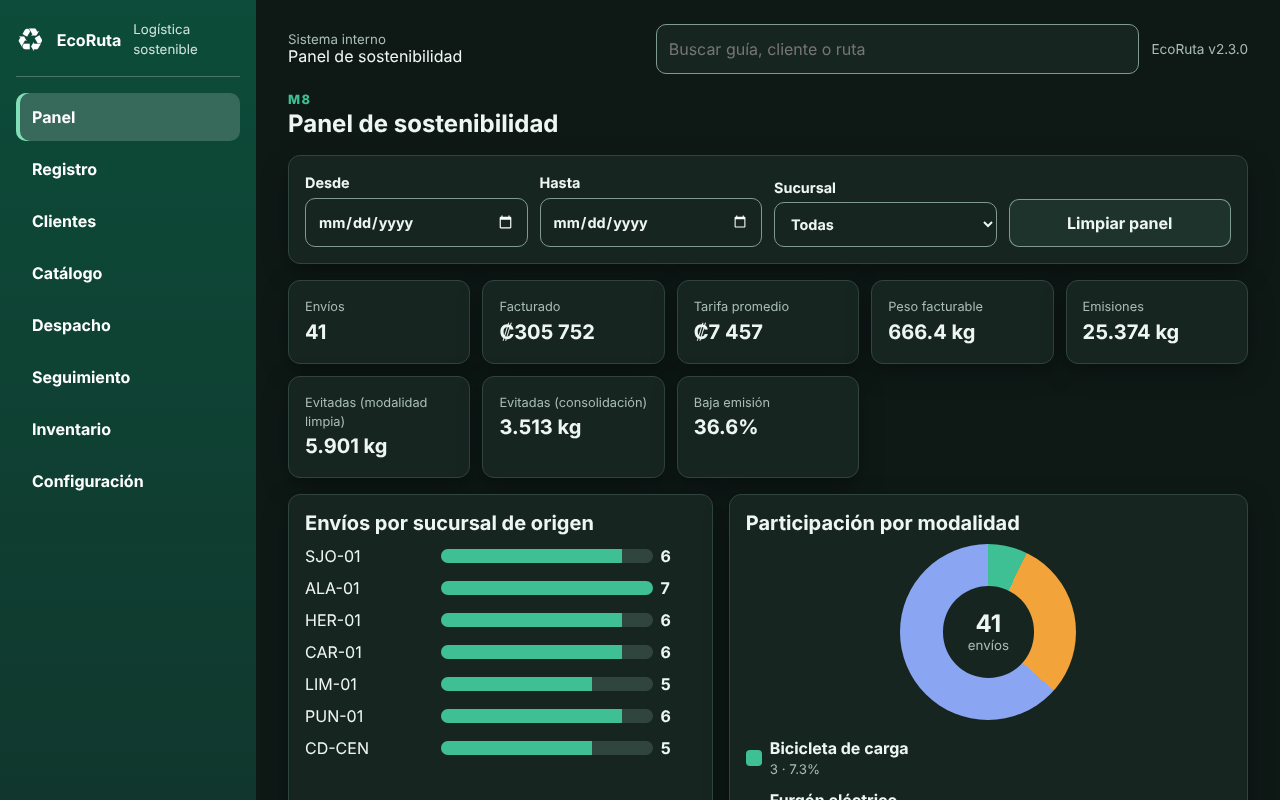 EcoRuta
Logística
sostenible
Panel
Registro
Clientes
Catálogo
Despacho
Seguimiento
Inventario
Configuración
Sistema interno
Panel de sostenibilidad
Buscar guía, cliente o ruta
EcoRuta v2.3.0
M8
Panel de sostenibilidad
Desde
mm/dd/yyyy
Hasta
mm/dd/yyyy
Sucursal
Todas
Limpiar panel
Envíos
41
Facturado
₡305 752
Tarifa promedio
₡7 457
Peso facturable
666.4 kg
Emisiones
25.374 kg
Evitadas (modalidad
limpia)
5.901 kg
Evitadas (consolidación)
3.513 kg
Baja emisión
36.6%
Envíos por sucursal de origen
SJO-01 6
ALA-01 7
HER-01 6
CAR-01 6
LIM-01 5
PUN-01 6
CD-CEN 5
Participación por modalidad
41
envíos
Bicicleta de carga
3 · 7.3%
Furgón eléctrico